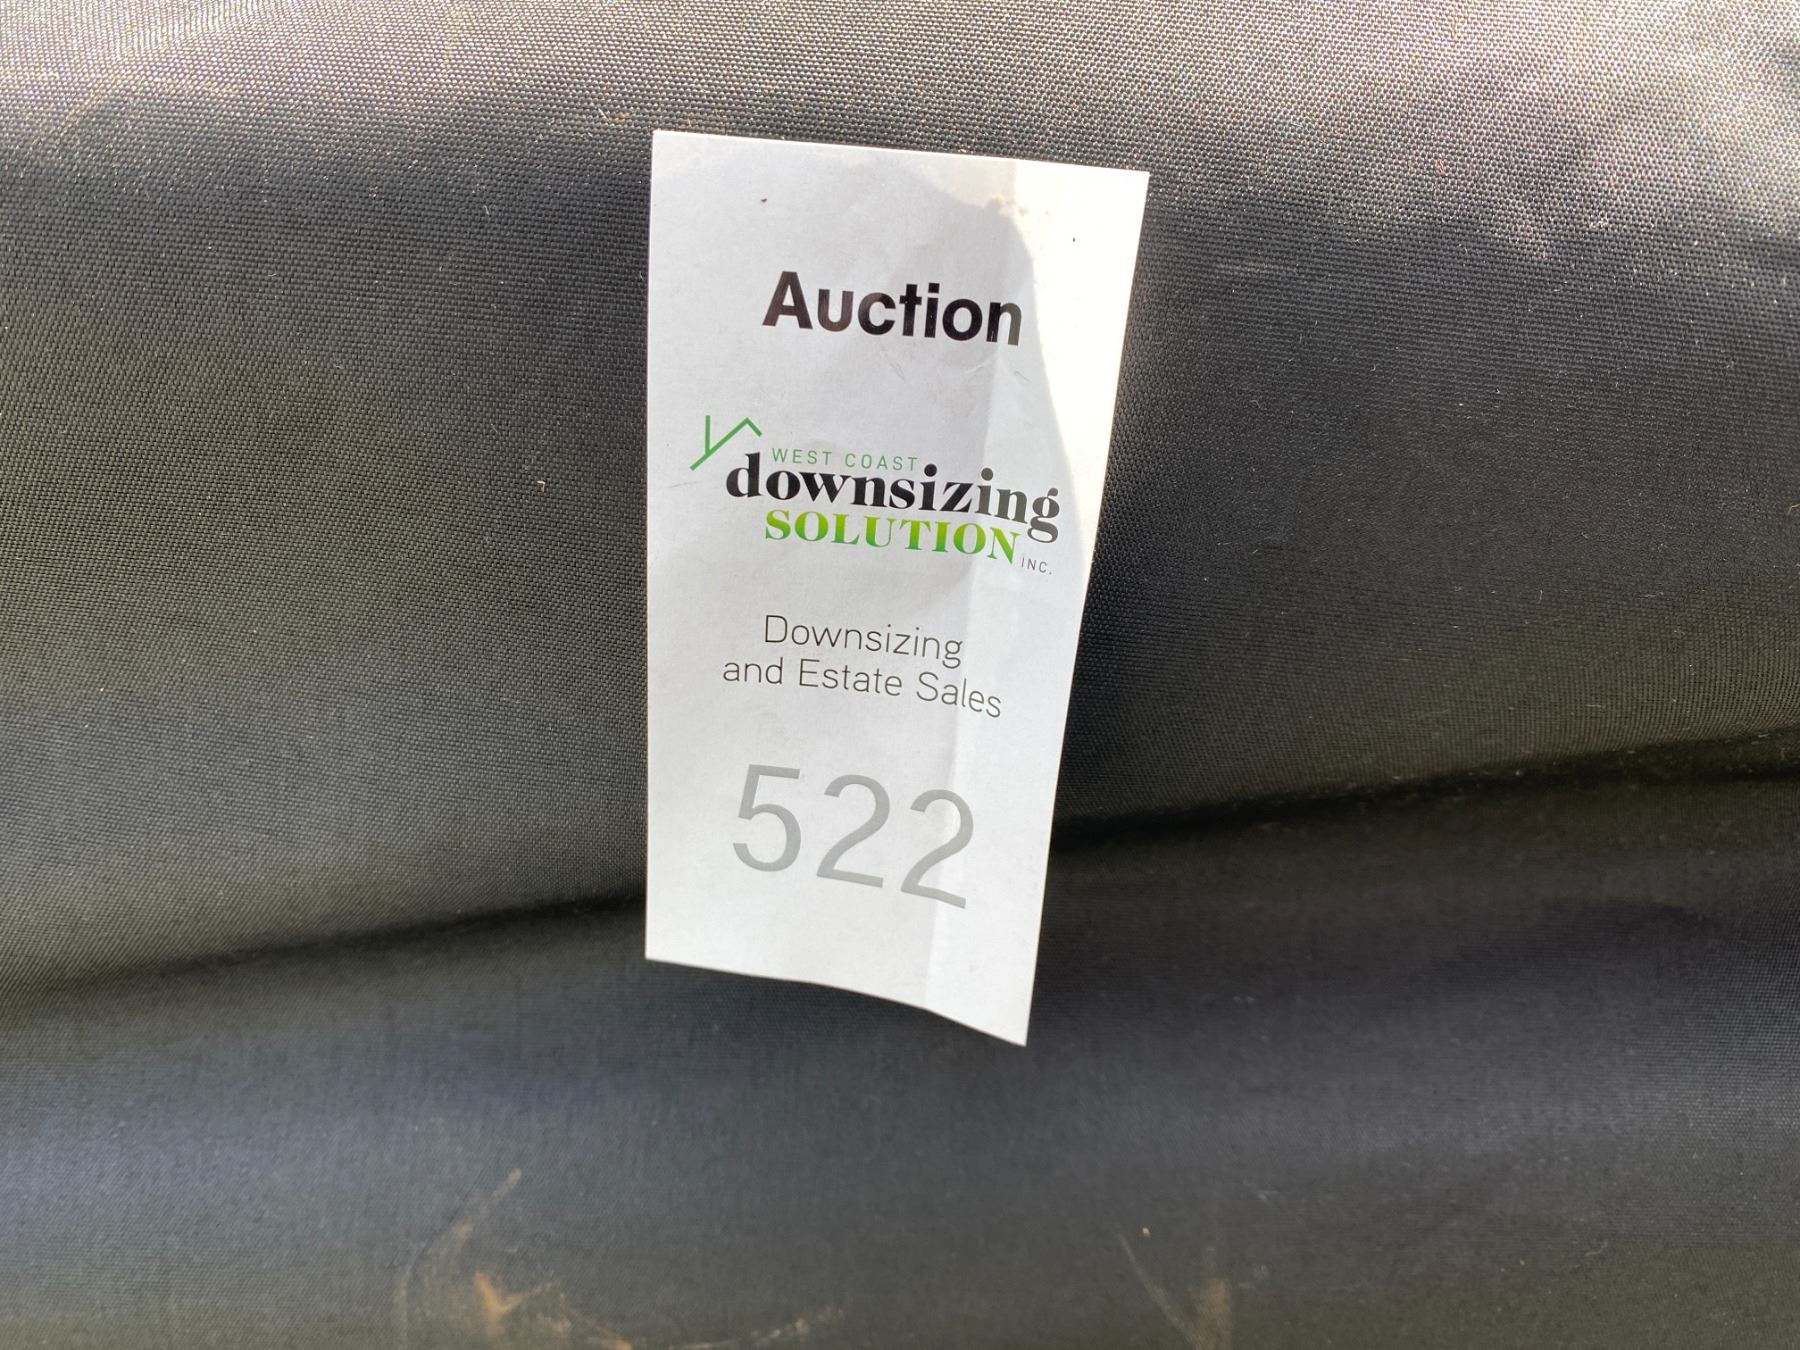 Auction
WEST COAST
downsizing
SOLUTION
INC.
Downsizing
and Estate Sales
522